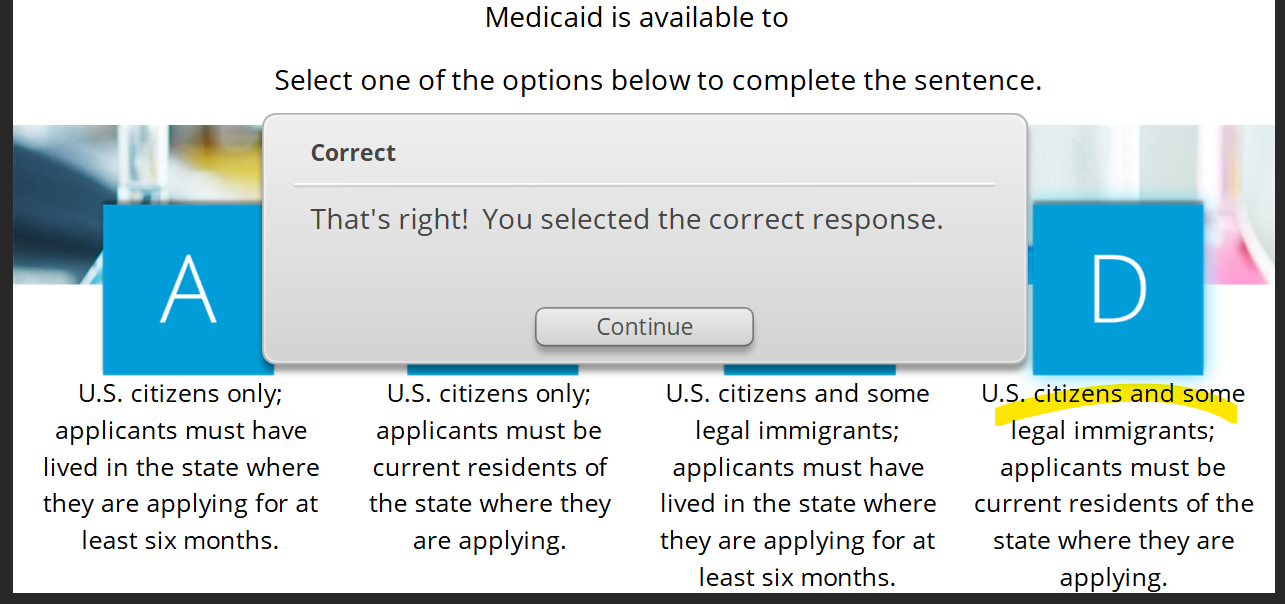 Medicaid is available to
Select one of the options below to complete the sentence.
Correct
That's right! You selected the correct response.
Continue
A
U.S. citizens only;
applicants must have
lived in the state where
they are applying for at
least six months.
U.S. citizens only;
applicants must be
current residents of
the state where they
are applying.
U.S. citizens and some
legal immigrants;
applicants must have
lived in the state where
they are applying for at
least six months.
D
U.S. citizens and some
legal immigrants;
applicants must be
current residents of the
state where they are
applying.